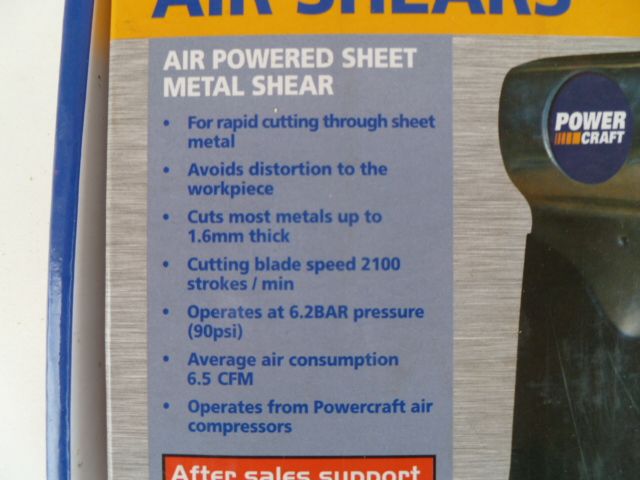 AIR SHEARS
AIR POWERED SHEET
METAL SHEAR
• For rapid cutting through sheet
metal
• Avoids distortion to the
workpiece
• Cuts most metals up to
1.6mm thick
• Cutting blade speed 2100
strokes / min
• Operates at 6.2BAR pressure
(90psi)
• Average air consumption
6.5 CFM
• Operates from Powercraft air
compressors
After sales support
POWER
CRAFT